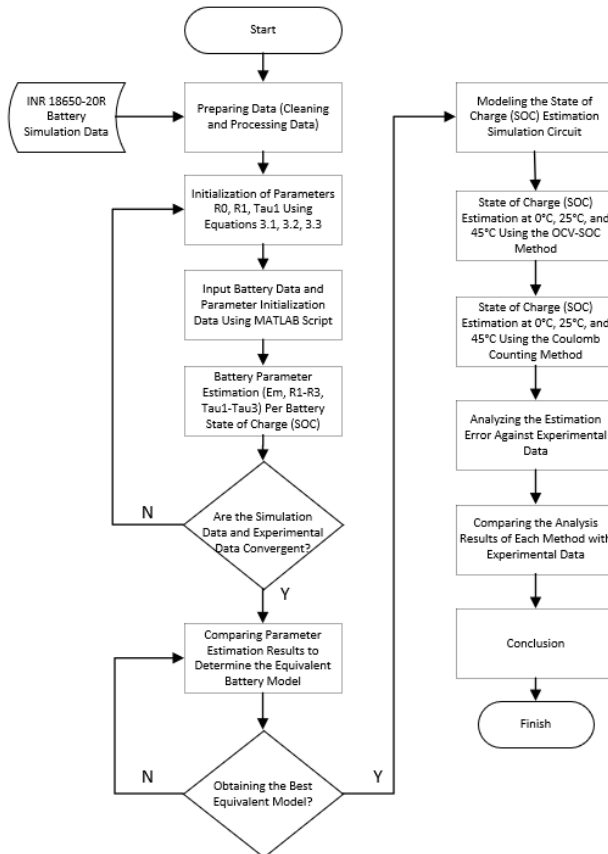 Start
INR 18650-20R
Battery
Simulation Data
Preparing Data (Cleaning
and Processing Data)
Initialization of Parameters
R0, R1, Tau1 Using
Equations 3.1, 3.2, 3.3
Input Battery Data and
Parameter Initialization
Data Using MATLAB Script
Battery Parameter
Estimation (Em, R1-R3,
Tau1-Tau3) Per Battery
State of Charge (SOC)
N
Are the Simulation
Data and Experimental
Data Convergent?
Y
Comparing Parameter
Estimation Results to
Determine the Equivalent
Battery Model
N
Obtaining the Best
Equivalent Model?
Y
Modeling the State of
Charge (SOC) Estimation
Simulation Circuit
State of Charge (SOC)
Estimation at 0°C, 25°C, and
45°C Using the OCV-SOC
Method
State of Charge (SOC)
Estimation at 0°C, 25°C, and
45°C Using the Coulomb
Counting Method
Analyzing the Estimation
Error Against Experimental
Data
Comparing the Analysis
Results of Each Method with
Experimental Data
Conclusion
Finish